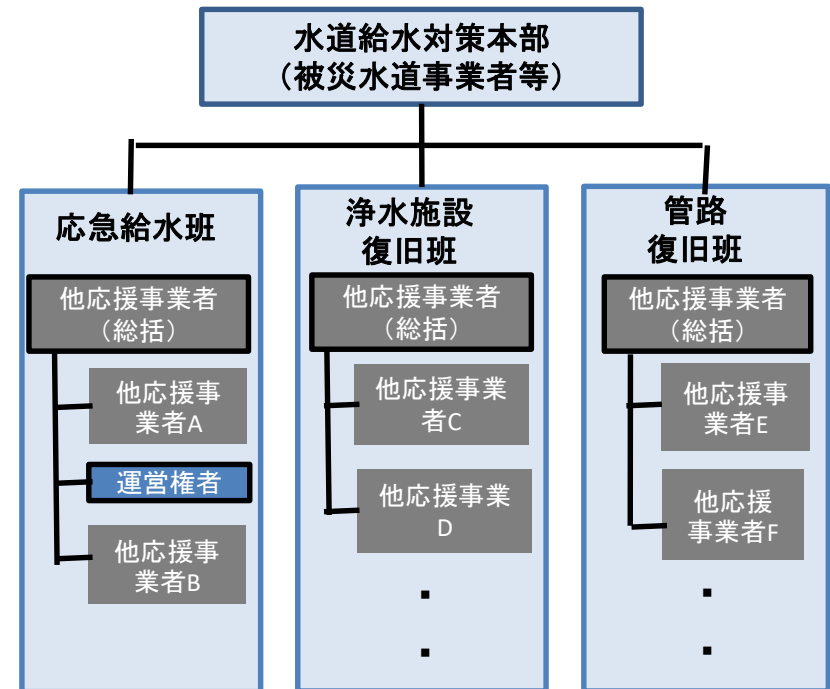 水道給水対策本部
（被災水道事業者等）
応急給水班
他応援事業者
（総括）
他応援事
業者A
運営権者
他応援事
業者B
浄水施設
復旧班
他応援事業者
（総括）
他応援事業
者C
他応援事業
D
・
・
管路
復旧班
他応援事業者
（総括）
他応援事
業者E
他応援
事業者F
・
・